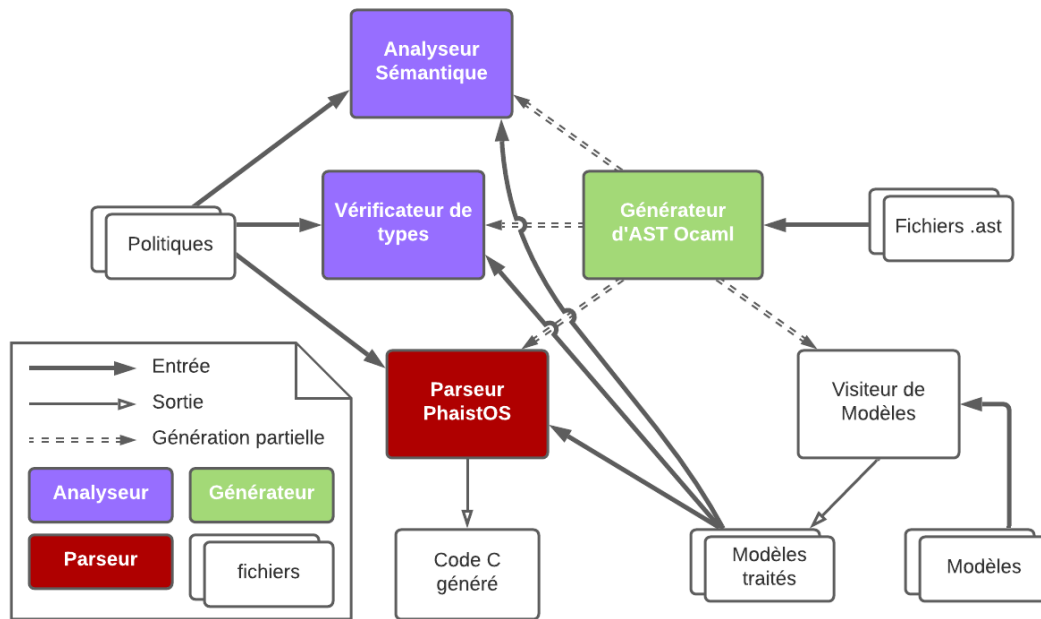 Analyseur
Sémantique
Vérificateur de
types
Générateur
d'AST Ocaml
Politiques
Fichiers .ast
Entrée
Sortie
Génération partielle
Analyseur
Générateur
Parseur
fichiers
Parseur
PhaistOS
Visiteur de
Modèles
Code C
généré
Modèles
traités
Modèles